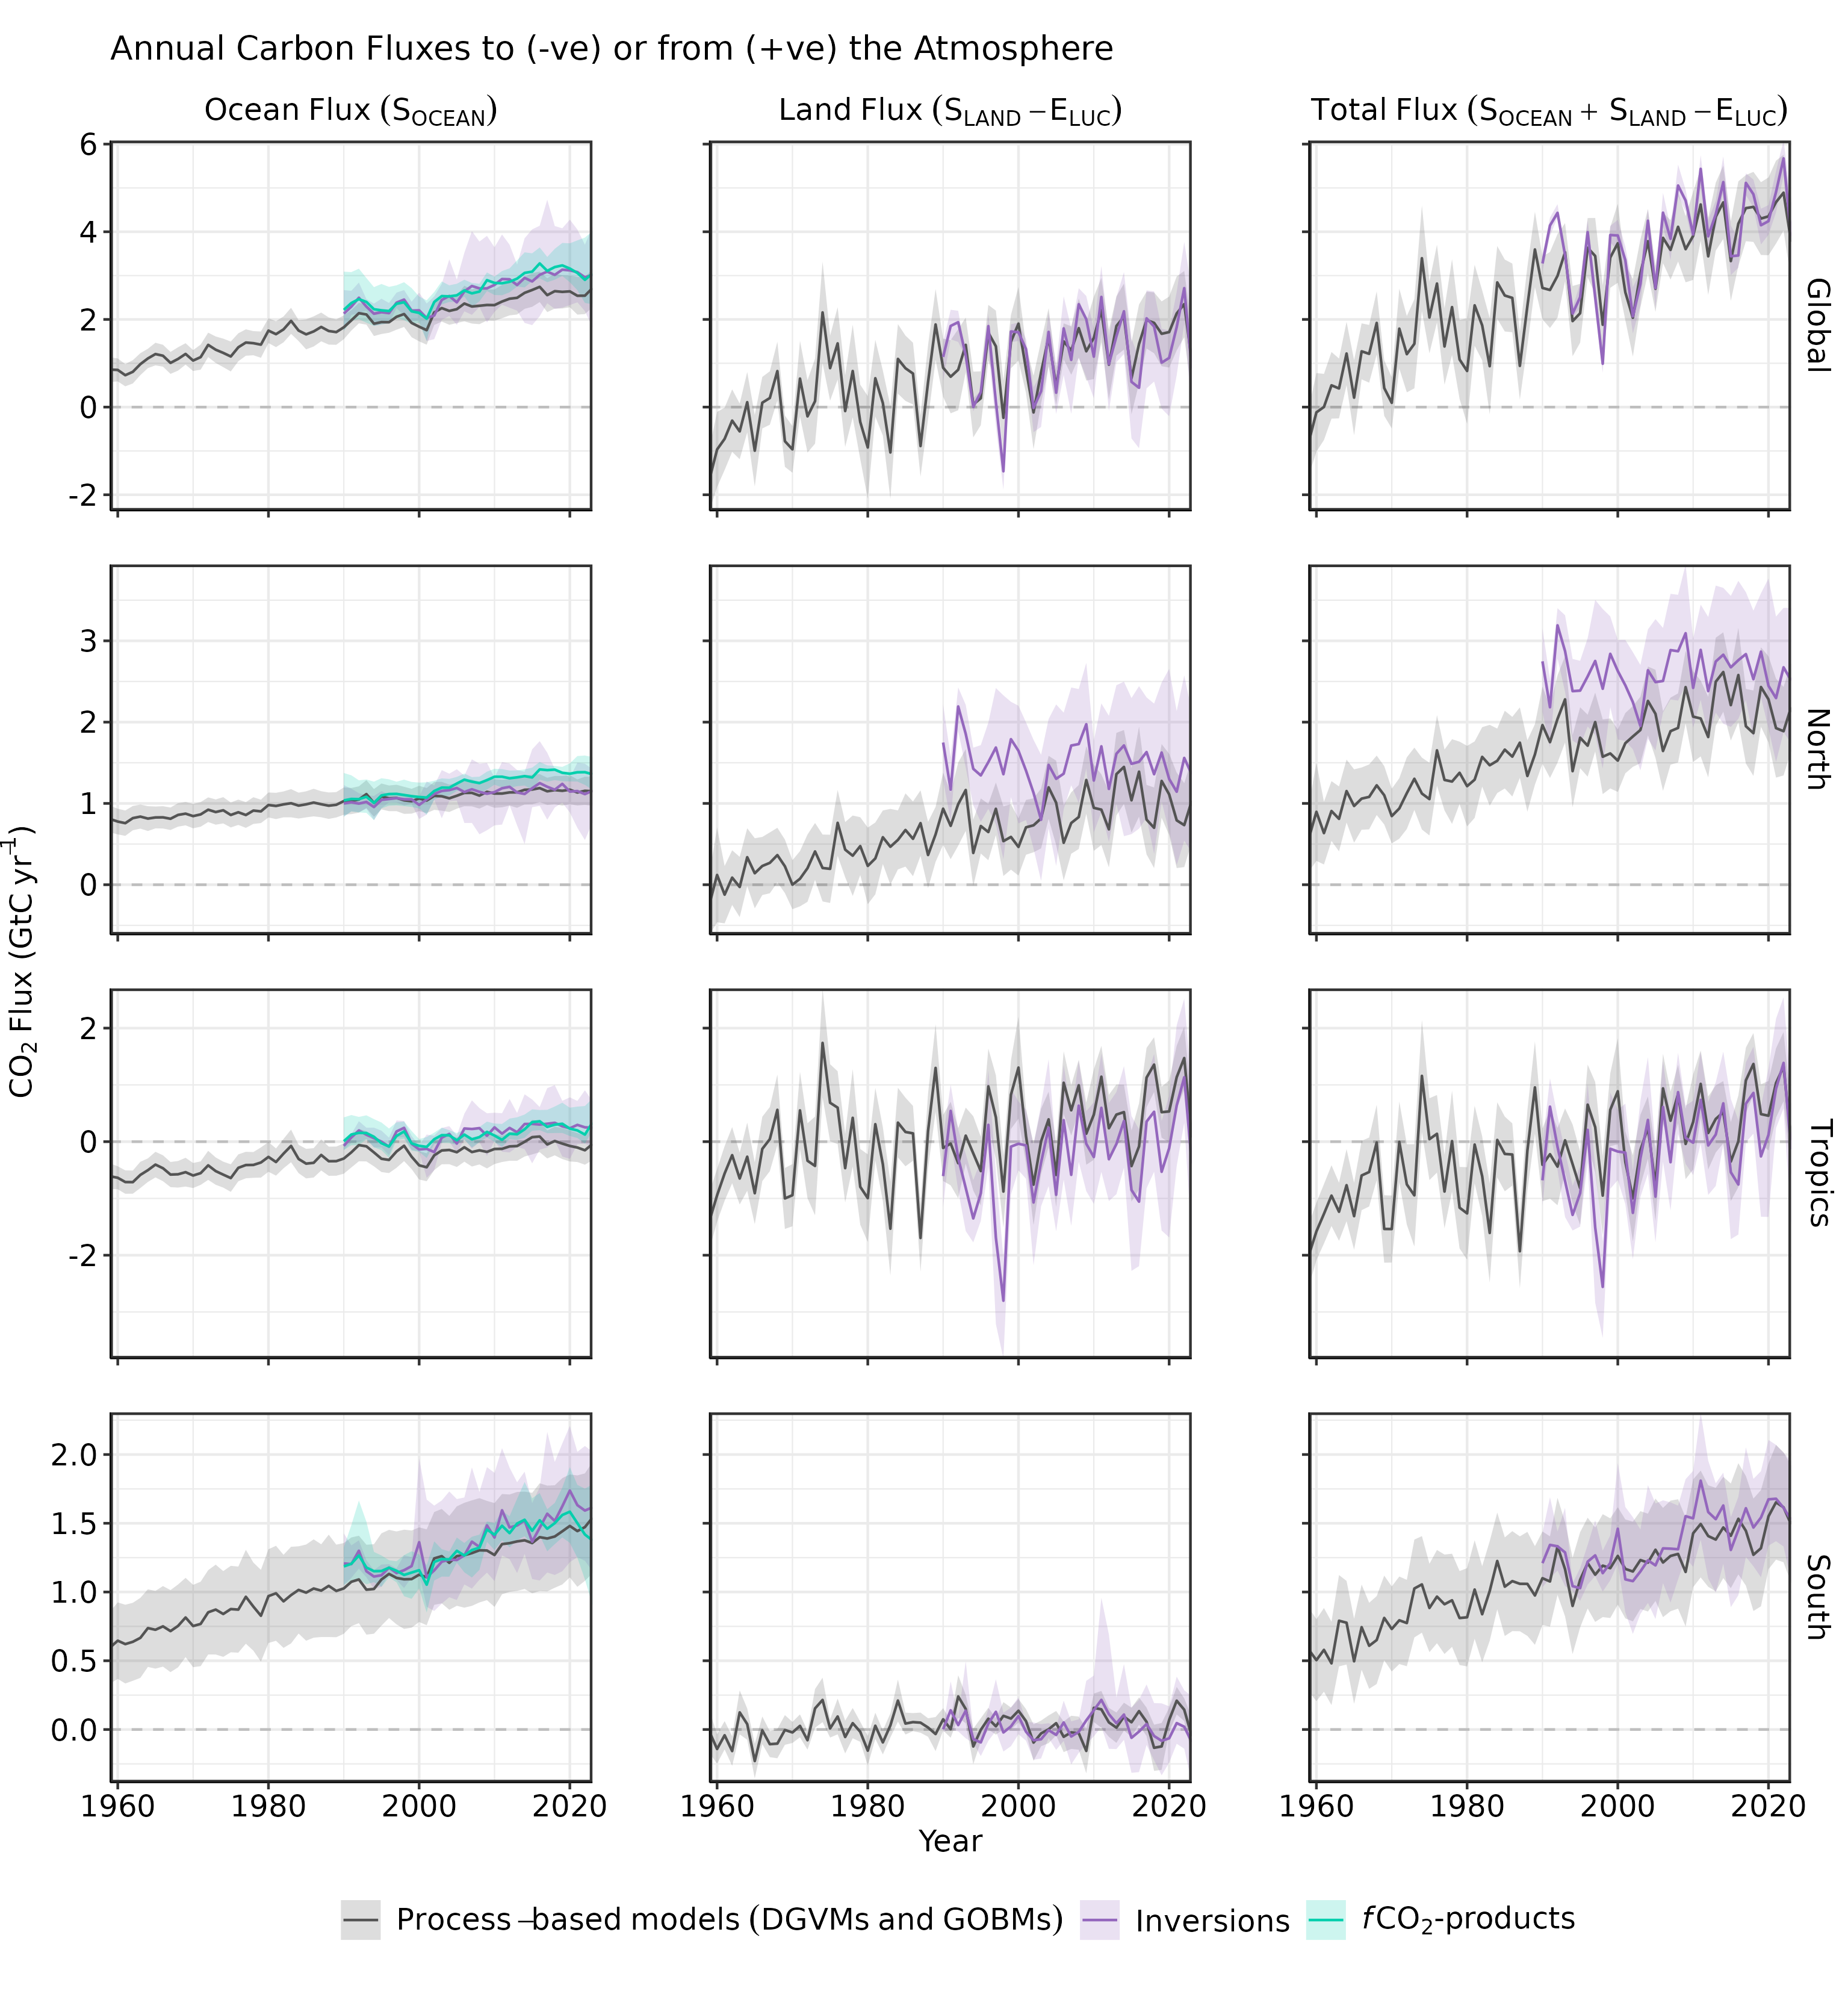 Annual Carbon Fluxes to (-ve) or from (+ve) the Atmosphere
Ocean Flux (S_OCEAN)
Land Flux (S_LAND − E_LUC)
Total Flux (S_OCEAN + S_LAND − E_LUC)
6
4
2
0
-2
Global
3
2
1
0
North
CO₂ Flux (GtC yr⁻¹)
2
0
-2
Tropics
2.0
1.5
1.0
0.5
0.0
South
1960 1980 2000 2020 1960 1980 2000 2020 1960 1980 2000 2020
Year
Process−based models (DGVMs and GOBMs) Inversions fCO₂-products